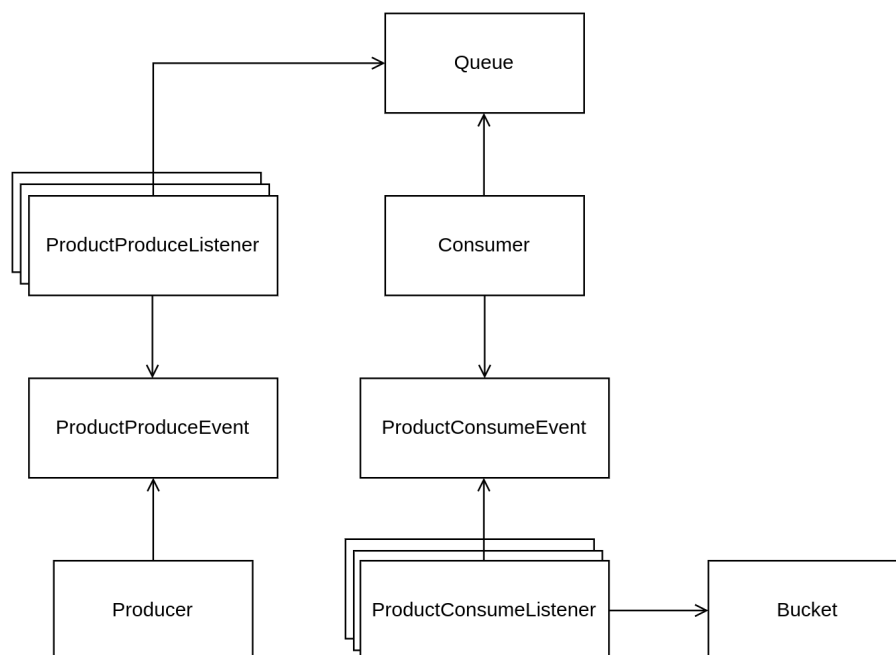 Queue
ProductProduceListener
Consumer
ProductProduceEvent
ProductConsumeEvent
Producer
ProductConsumeListener
Bucket